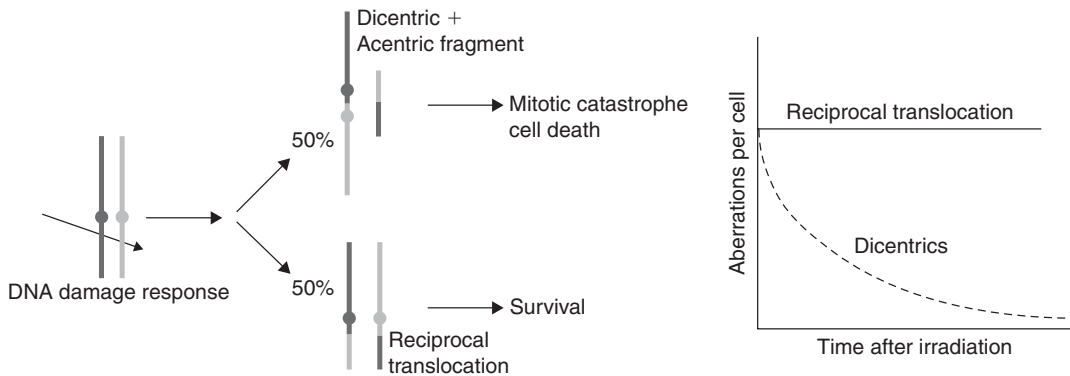 Dicentric +
Acentric fragment
50%
Mitotic catastrophe
cell death
DNA damage response
50%
Survival
Reciprocal
translocation
Aberrations per cell
Reciprocal translocation
Dicentrics
Time after irradiation